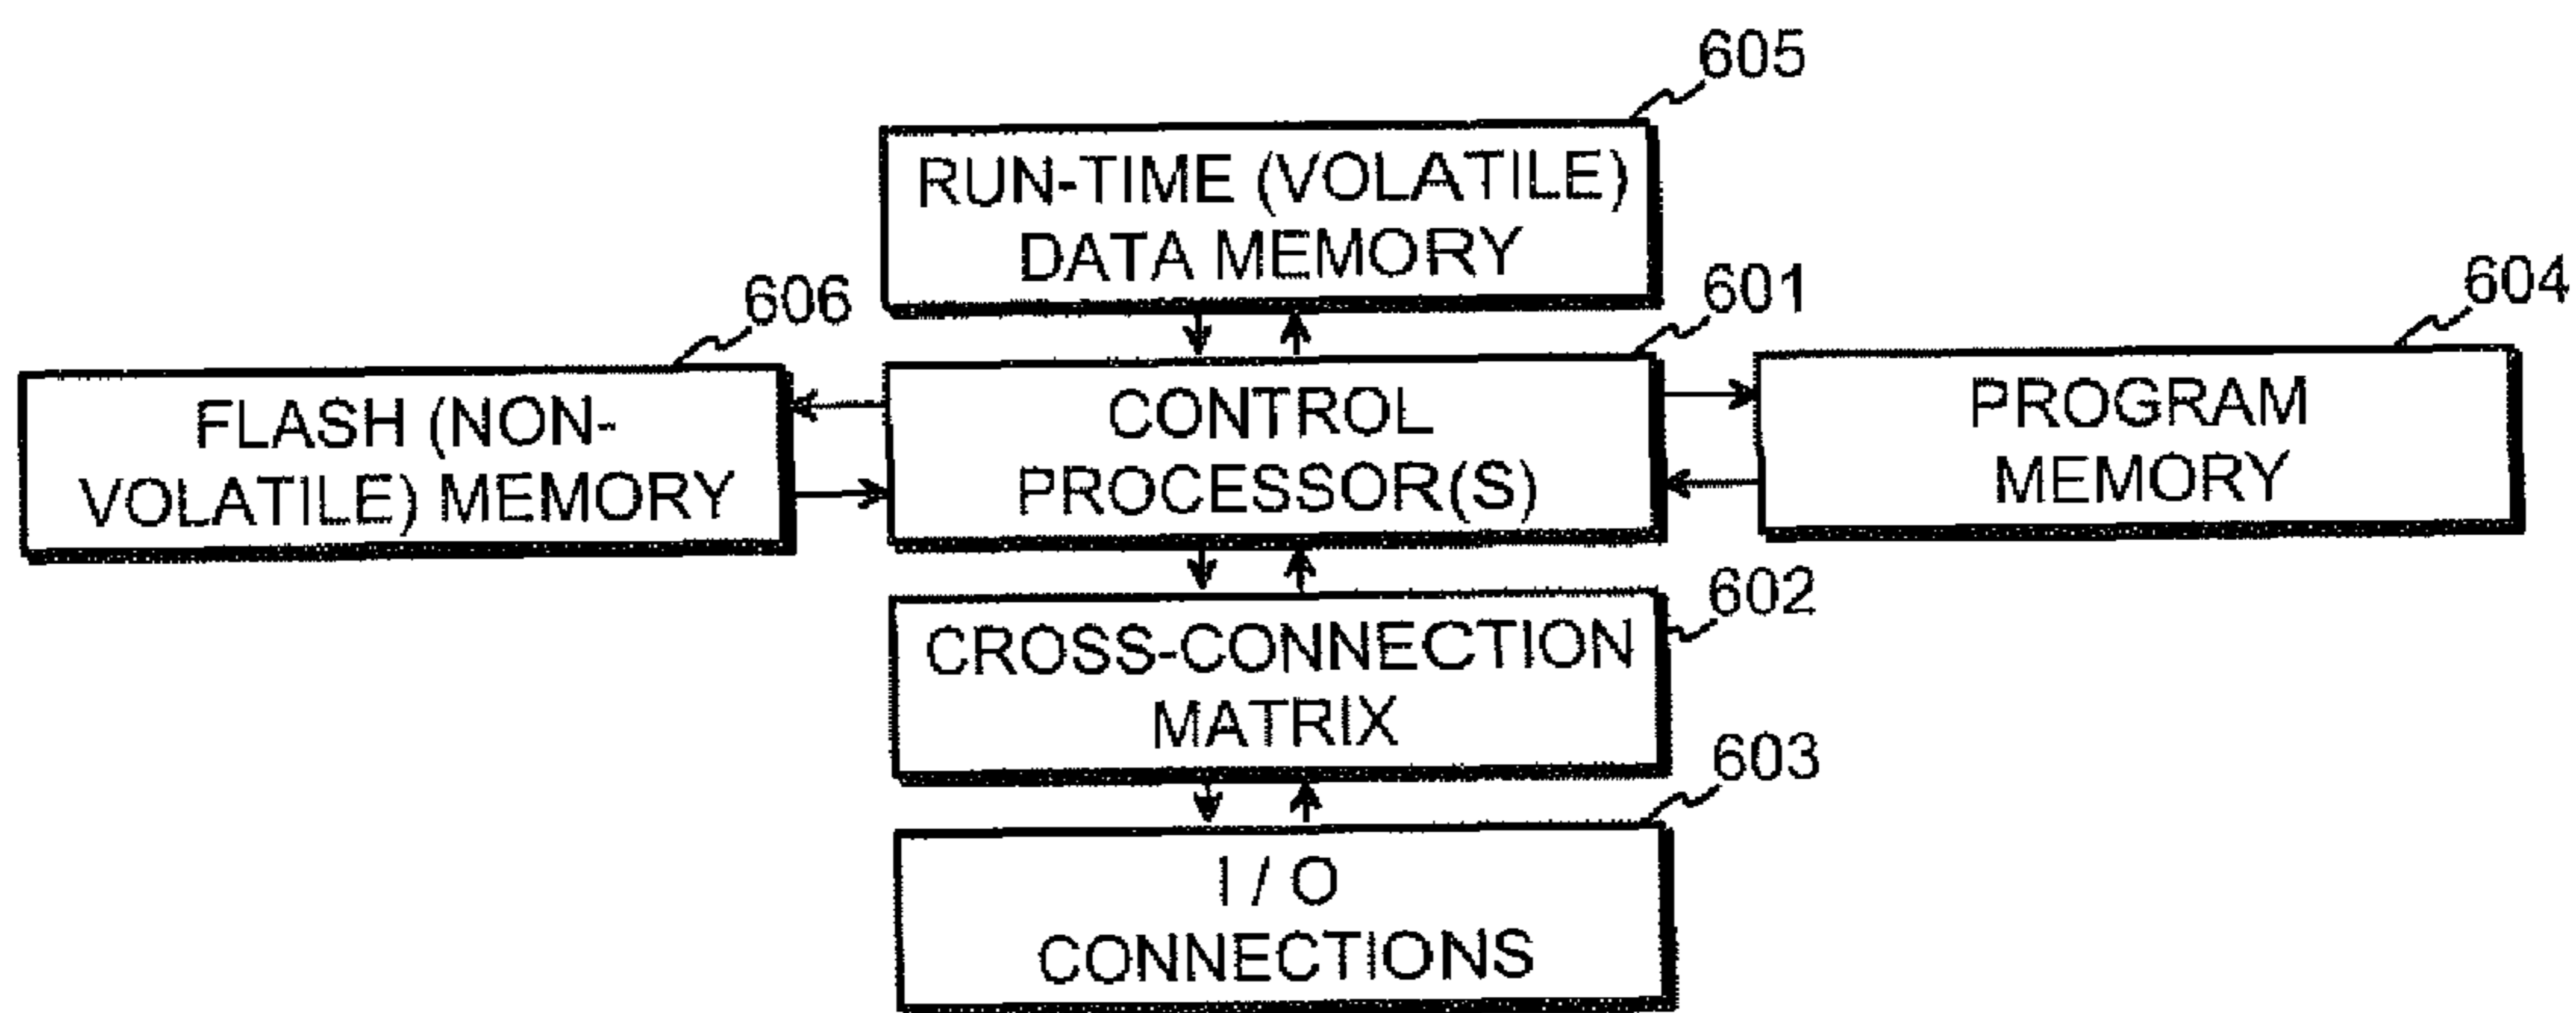 605
RUN-TIME (VOLATILE)
DATA MEMORY
606
601
604
FLASH (NON-
VOLATILE) MEMORY
CONTROL
PROCESSOR(S)
PROGRAM
MEMORY
602
CROSS-CONNECTION
MATRIX
603
I / O
CONNECTIONS